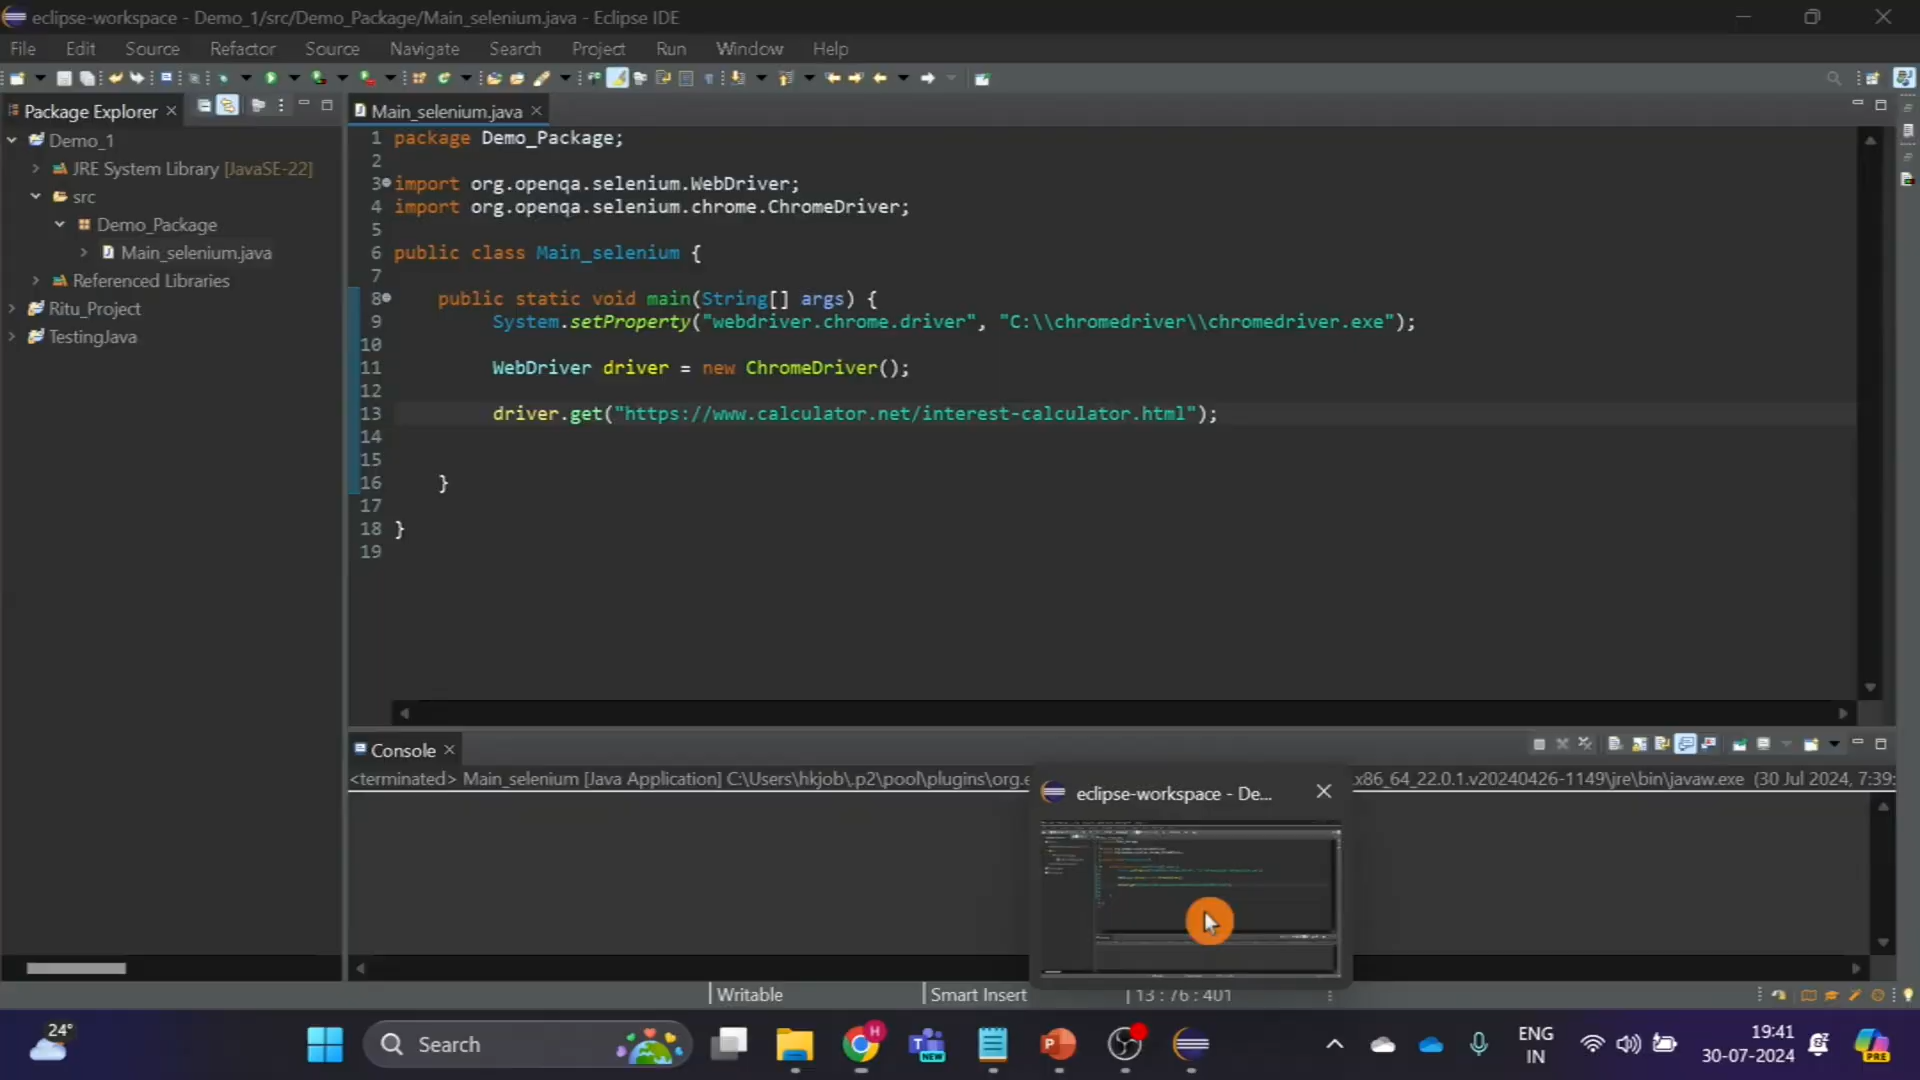 eclipse-workspace - Demo_1/src/Demo_Package/Main_selenium.java - Eclipse IDE
File Edit Source Refactor Source Navigate Search Project Run Window Help
Package Explorer
Demo_1
JRE System Library [JavaSE-22]
src
Demo_Package
Main_selenium.java
Referenced Libraries
Ritu_Project
TestingJava
Main_selenium.java
1 package Demo_Package;
2
3 import org.openqa.selenium.WebDriver;
4 import org.openqa.selenium.chrome.ChromeDriver;
5
6 public class Main_selenium {
7
8 public static void main(String[] args) {
9 System.setProperty("webdriver.chrome.driver", "C:\\chromedriver\\chromedriver.exe");
10
11 WebDriver driver = new ChromeDriver();
12
13 driver.get("https://www.calculator.net/interest-calculator.html");
14
15
16 }
17
18 }
19
Console
<terminated> Main_selenium [Java Application] C:\Users\hkjob\.p2\pool\plugins\org.e
x86_64_22.0.1.v20240426-1149\jre\bin\javaw.exe (30 Jul 2024, 7:39:
eclipse-workspace - De...
Writable Smart Insert 13 : 76 : 401
24°
Search
H
T
NEW
P
ENG
IN
19:41
30-07-2024
PRE